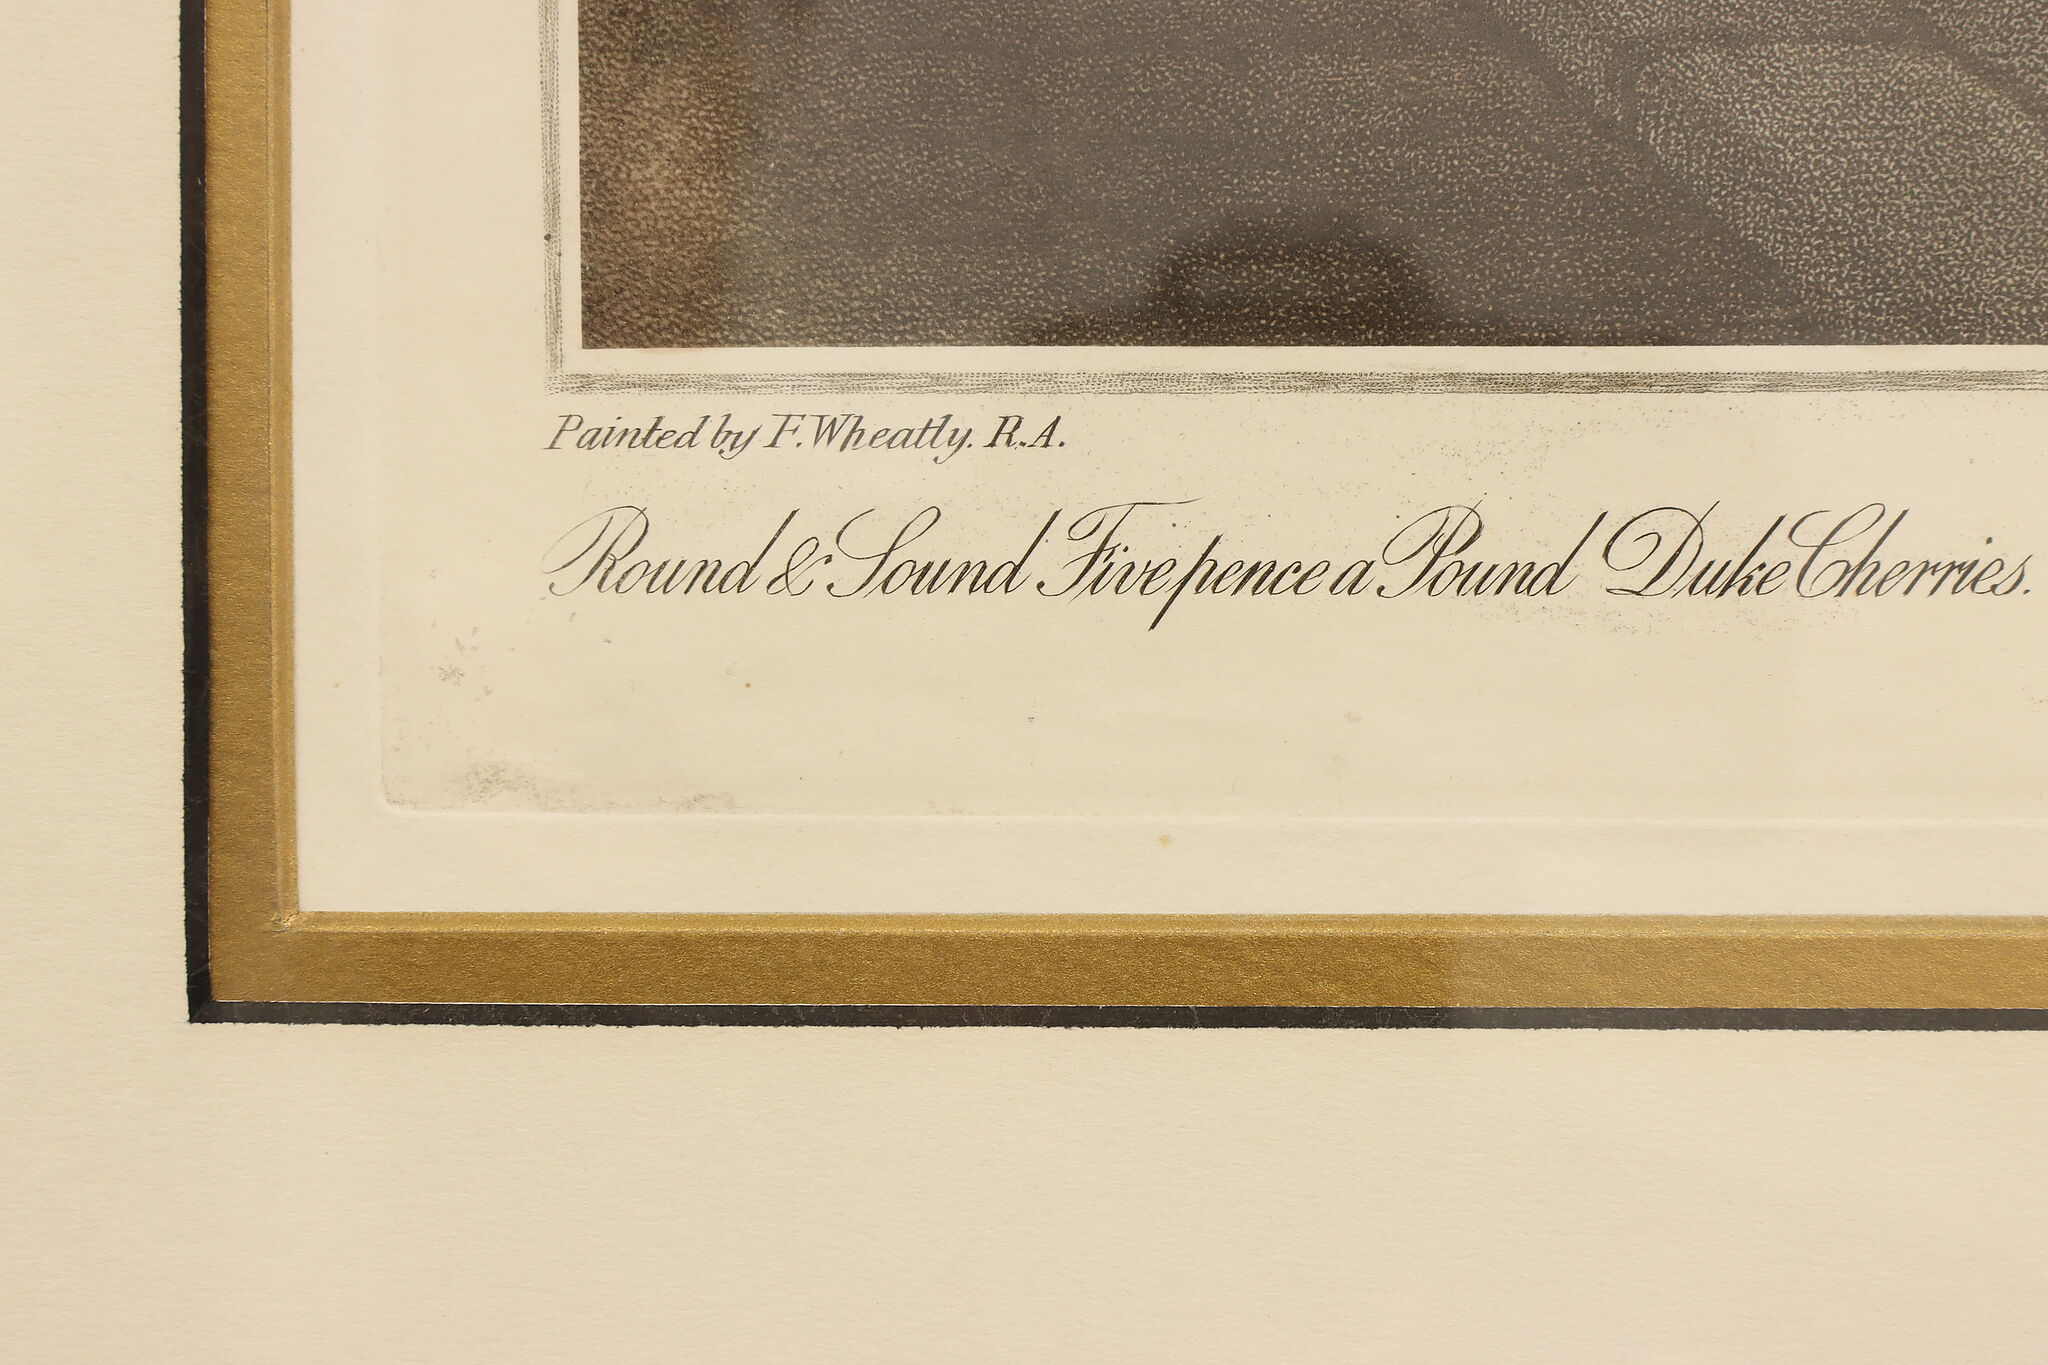 Painted by F. Wheatly. R.A.
Round & Sound Fivepence a Pound Duke Cherries.